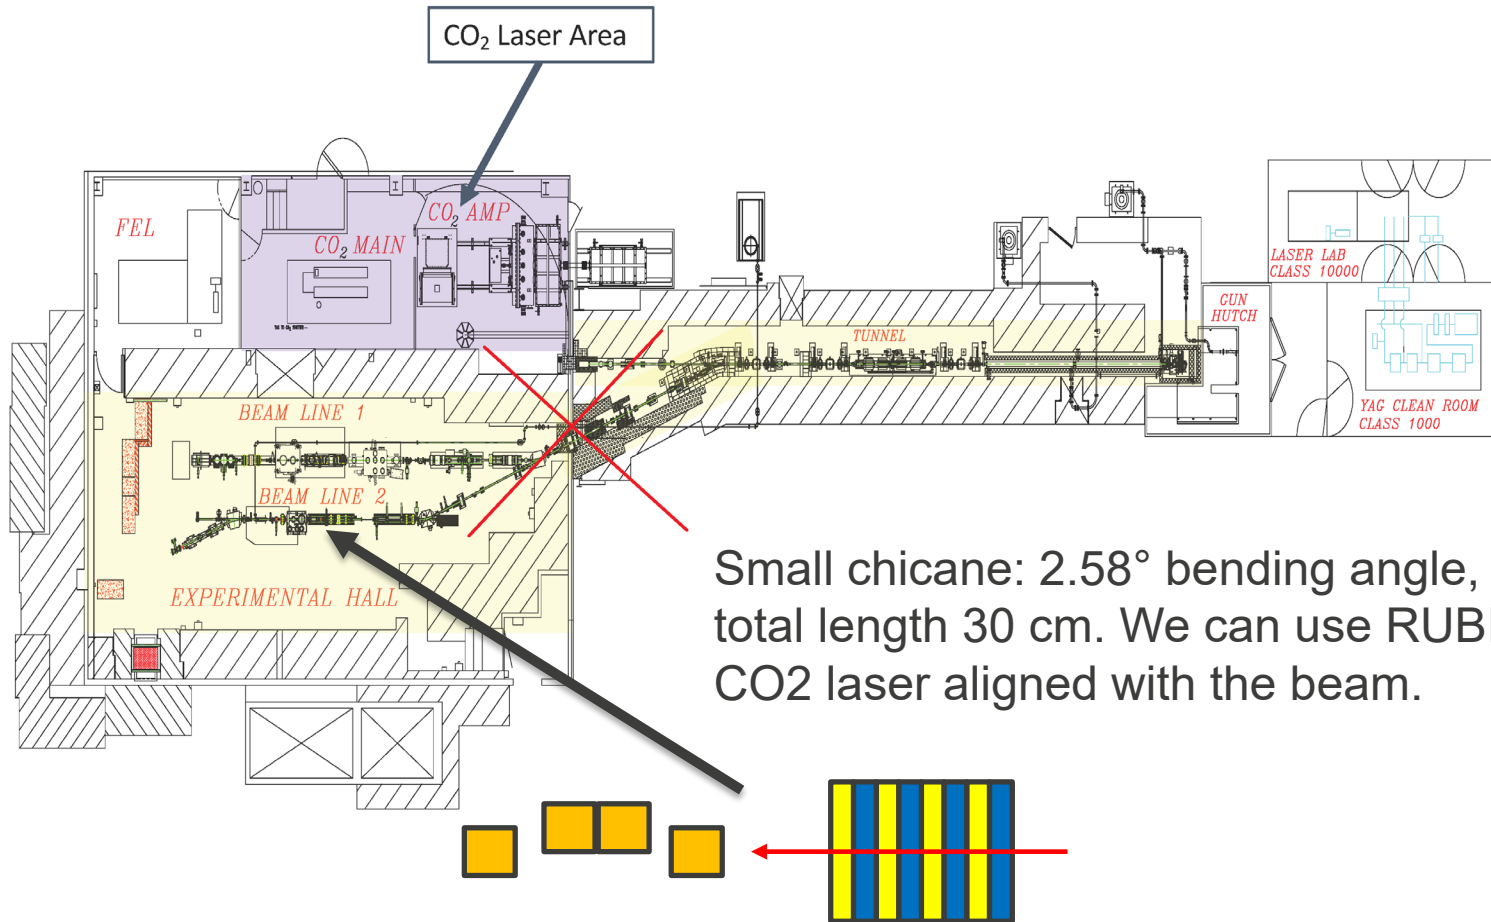 CO₂ Laser Area
FEL
CO₂ MAIN
CO₂ AMP
LASER LAB
CLASS 10000
GUN
HUTCH
TUNNEL
YAG CLEAN ROOM
CLASS 1000
BEAM LINE 1
BEAM LINE 2
EXPERIMENTAL HALL
Small chicane: 2.58° bending angle,
total length 30 cm. We can use
CO2 laser aligned with the beam.